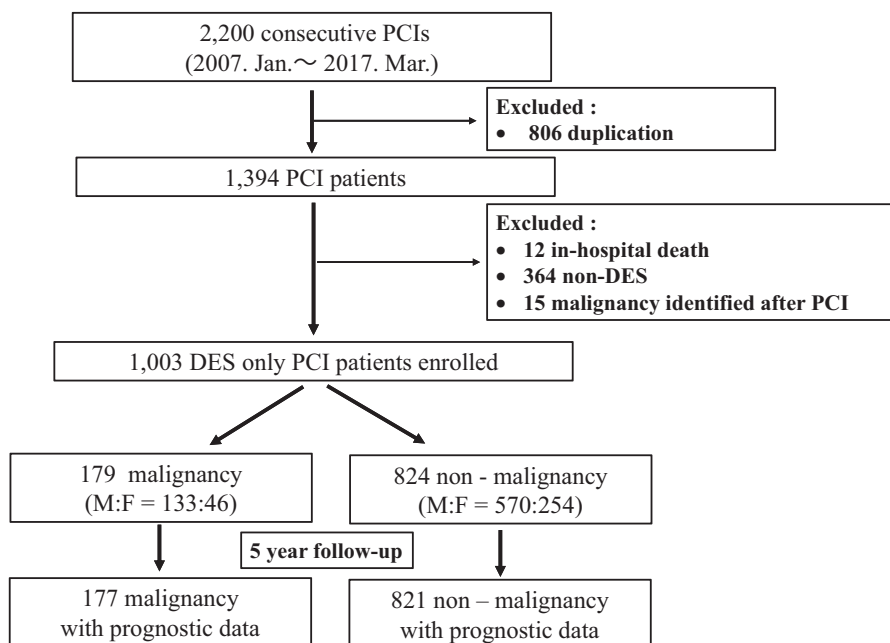 2,200 consecutive PCIs
(2007. Jan.～ 2017. Mar.)
Excluded :
• 806 duplication
1,394 PCI patients
Excluded :
• 12 in-hospital death
• 364 non-DES
• 15 malignancy identified after PCI
1,003 DES only PCI patients enrolled
179 malignancy
(M:F = 133:46)
824 non - malignancy
(M:F = 570:254)
5 year follow-up
177 malignancy
with prognostic data
821 non – malignancy
with prognostic data